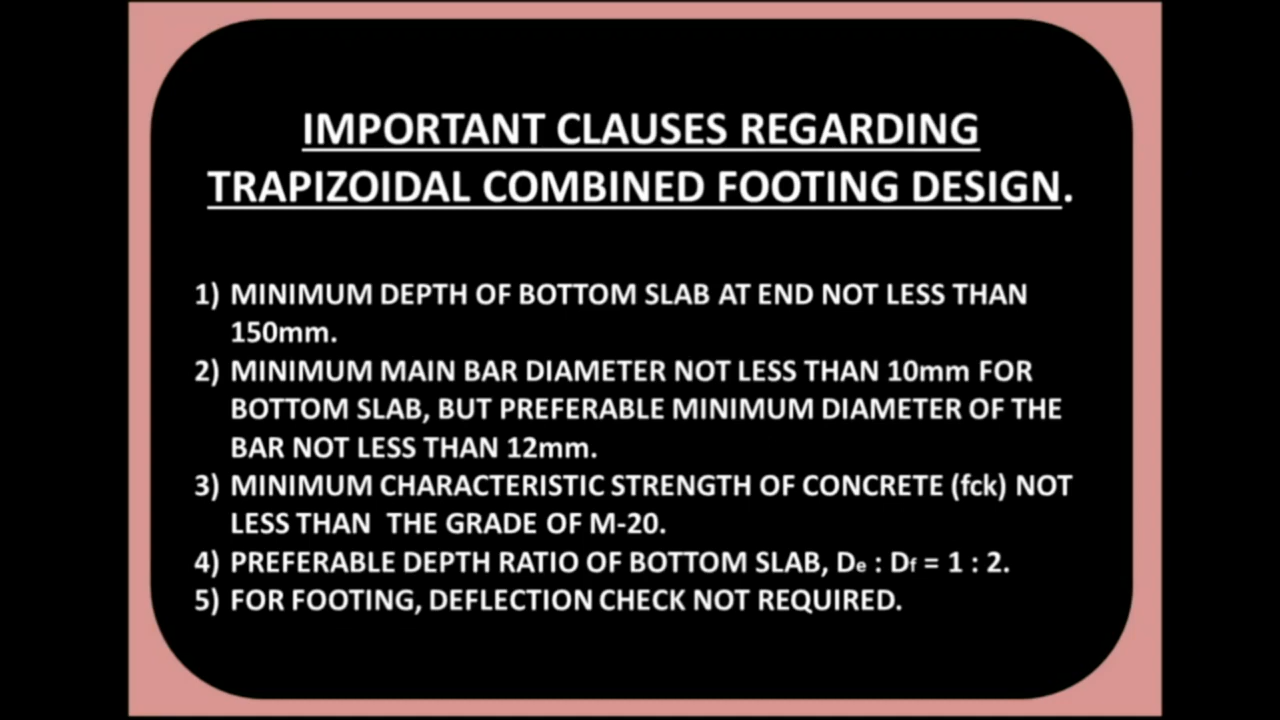 IMPORTANT CLAUSES REGARDING
TRAPIZOIDAL COMBINED FOOTING DESIGN.
1) MINIMUM DEPTH OF BOTTOM SLAB AT END NOT LESS THAN
150mm.
2) MINIMUM MAIN BAR DIAMETER NOT LESS THAN 10mm FOR
BOTTOM SLAB, BUT PREFERABLE MINIMUM DIAMETER OF THE
BAR NOT LESS THAN 12mm.
3) MINIMUM CHARACTERISTIC STRENGTH OF CONCRETE (fck) NOT
LESS THAN THE GRADE OF M-20.
4) PREFERABLE DEPTH RATIO OF BOTTOM SLAB, De : Df = 1 : 2.
5) FOR FOOTING, DEFLECTION CHECK NOT REQUIRED.